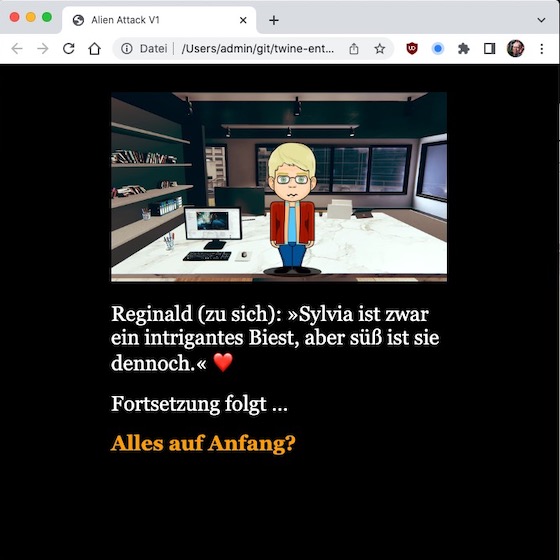 Alien Attack V1
Datei /Users/admin/git/twine-ent...
Reginald (zu sich): »Sylvia ist zwar
ein intrigantes Biest, aber süß ist sie
dennoch.« ❤️
Fortsetzung folgt ...
Alles auf Anfang?